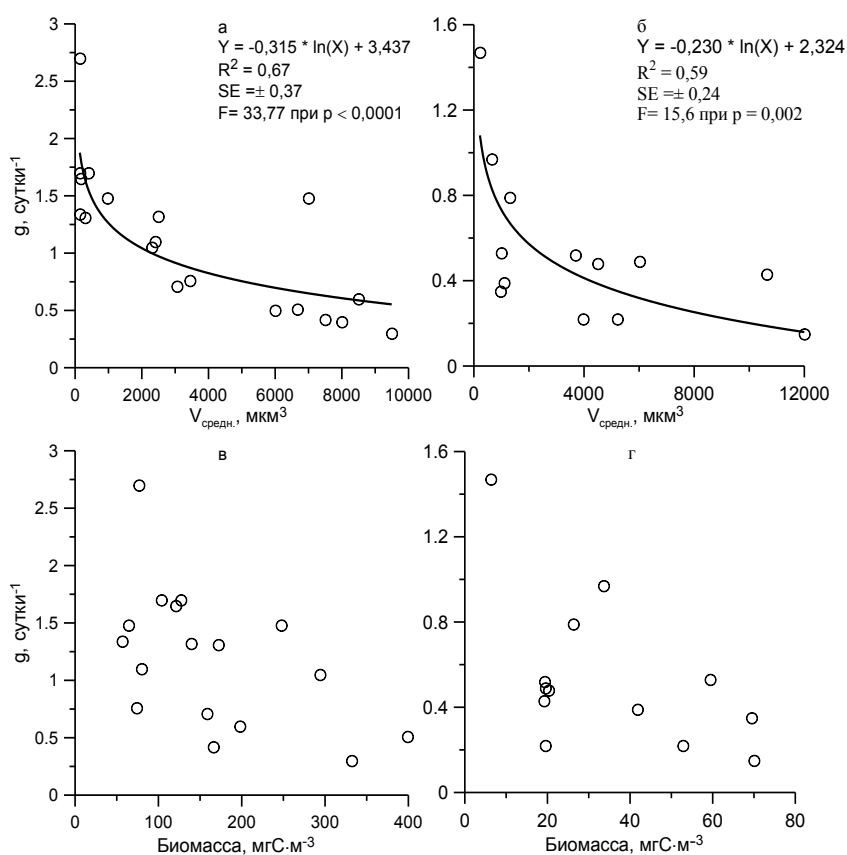 а
Y = -0,315 * ln(X) + 3,437
R2 = 0,67
SE =± 0,37
F= 33,77 при p < 0,0001
3
2.5
2
1.5
1
0.5
0
g, сутки-1
0 2000 4000 6000 8000 10000
Vсредн., мкм3
б
Y = -0,230 * ln(X) + 2,324
R2 = 0,59
SE =± 0,24
F= 15,6 при p = 0,002
1.6
1.2
0.8
0.4
0
0 4000 8000 12000
Vсредн., мкм3
в
3
2.5
2
1.5
1
0.5
0
g, сутки-1
0 100 200 300 400
Биомасса, мгС·м-3
г
1.6
1.2
0.8
0.4
0
0 20 40 60 80
Биомасса, мгС·м-3